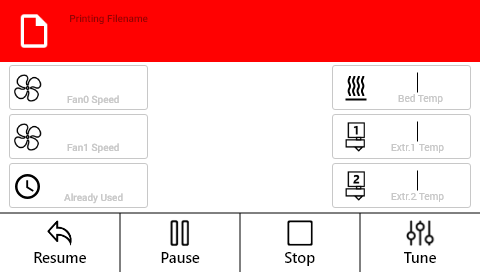 Printing Filename
Fan0 Speed
Bed Temp
Fan1 Speed
1
Extr.1 Temp
Already Used
2
Extr.2 Temp
Resume
Pause
Stop
Tune